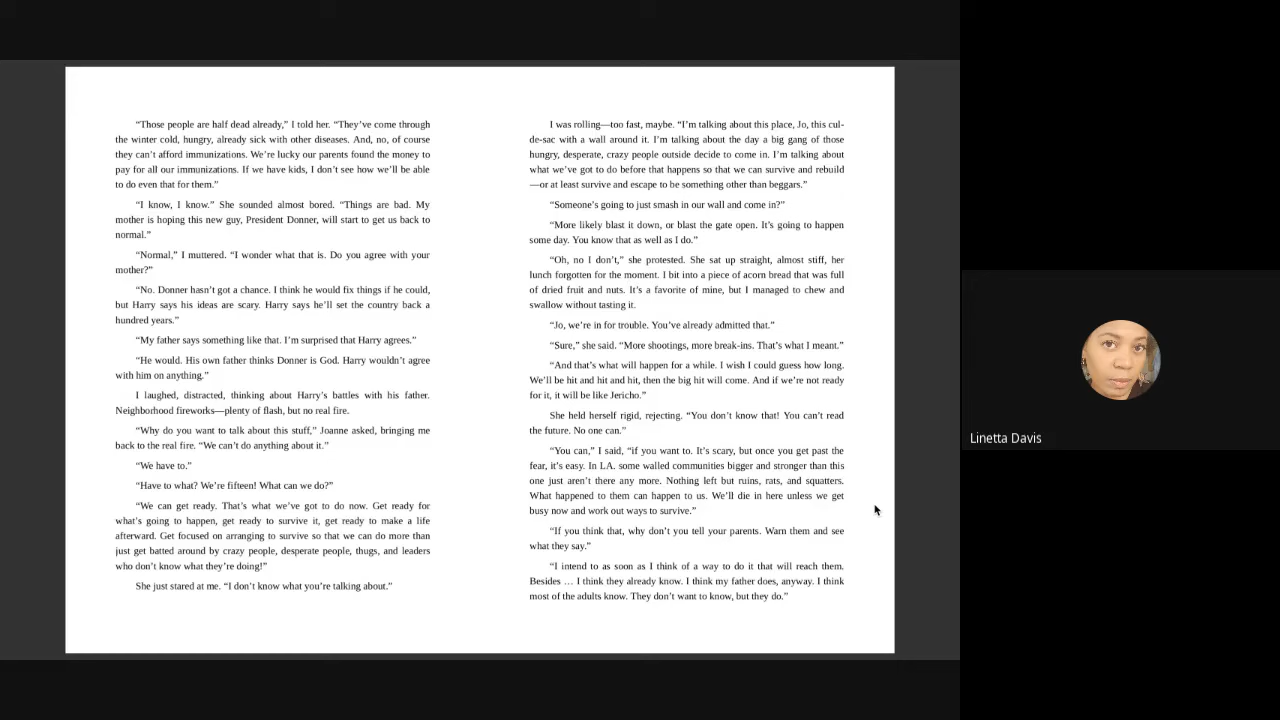 “Those people are half dead already,” I told her. “They’ve come through
the winter cold, hungry, already sick with other diseases. And, no, of course
they can’t afford immunizations. We’re lucky our parents found the money to
pay for all our immunizations. If we have kids, I don’t see how we’ll be able
to do even that for them.”
“I know, I know.” She sounded almost bored. “Things are bad. My
mother is hoping this new guy, President Donner, will start to get us back to
normal.”
“Normal,” I muttered. “I wonder what that is. Do you agree with your
mother?”
“No. Donner hasn’t got a chance. I think he would fix things if he could,
but Harry says his ideas are scary. Harry says he’ll set the country back a
hundred years.”
“My father says something like that. I’m surprised that Harry agrees.”
“He would. His own father thinks Donner is God. Harry wouldn’t agree
with him on anything.”
I laughed, distracted, thinking about Harry’s battles with his father.
Neighborhood fireworks—plenty of flash, but no real fire.
“Why do you want to talk about this stuff,” Joanne asked, bringing me
back to the real fire. “We can’t do anything about it.”
“We have to.”
“Have to what? We’re fifteen! What can we do?”
“We can get ready. That’s what we’ve got to do now. Get ready for
what’s going to happen, get ready to survive it, get ready to make a life
afterward. Get focused on arranging to survive so that we can do more than
just get batted around by crazy people, desperate people, thugs, and leaders
who don’t know what they’re doing!”
She just stared at me. “I don’t know what you’re talking about.”
I was rolling—too fast, maybe. “I’m talking about this place, Jo, this cul-
de-sac with a wall around it. I’m talking about the day a big gang of those
hungry, desperate, crazy people outside decide to come in. I’m talking about
what we’ve got to do before that happens so that we can survive and rebuild
—or at least survive and escape to be something other than beggars.”
“Someone’s going to just smash in our wall and come in?”
“More likely blast it down, or blast the gate open. It’s going to happen
some day. You know that as well as I do.”
“Oh, no I don’t,” she protested. She sat up straight, almost stiff, her
lunch forgotten for the moment. I bit into a piece of acorn bread that was full
of dried fruit and nuts. It’s a favorite of mine, but I managed to chew and
swallow without tasting it.
“Jo, we’re in for trouble. You’ve already admitted that.”
“Sure,” she said. “More shootings, more break-ins. That’s what I meant.”
“And that’s what will happen for a while. I wish I could guess how long.
We’ll be hit and hit and hit, then the big hit will come. And if we’re not ready
for it, it will be like Jericho.”
She held herself rigid, rejecting. “You don’t know that! You can’t read
the future. No one can.”
“You can,” I said, “if you want to. It’s scary, but once you get past the
fear, it’s easy. In LA. some walled communities bigger and stronger than this
one just aren’t there any more. Nothing left but ruins, rats, and squatters.
What happened to them can happen to us. We’ll die in here unless we get
busy now and work out ways to survive.”
“If you think that, why don’t you tell your parents. Warn them and see
what they say.”
“I intend to as soon as I think of a way to do it that will reach them.
Besides … I think they already know. I think my father does, anyway. I think
most of the adults know. They don’t want to know, but they do.”
Linetta Davis